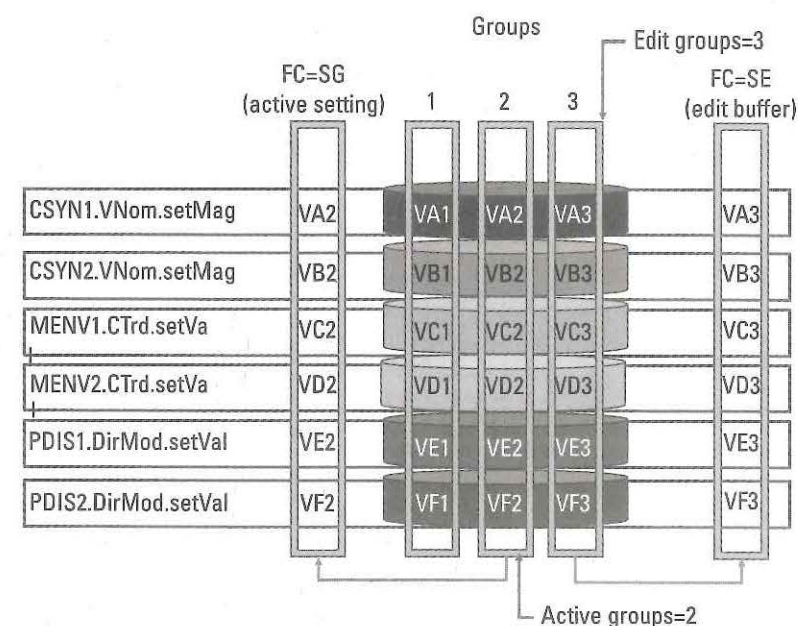 Groups
Edit groups=3
FC=SG
(active setting)
1
2
3
FC=SE
(edit buffer)
CSYN1.VNom.setMag VA2 VA1 VA2 VA3 VA3
CSYN2.VNom.setMag VB2 VB1 VB2 VB3 VB3
MENV1.CTrd.setVa VC2 VC1 VC2 VC3 VC3
MENV2.CTrd.setVa VD2 VD1 VD2 VD3 VD3
PDIS1.DirMod.setVal VE2 VE1 VE2 VE3 VE3
PDIS2.DirMod.setVal VF2 VF1 VF2 VF3 VF3
Active groups=2